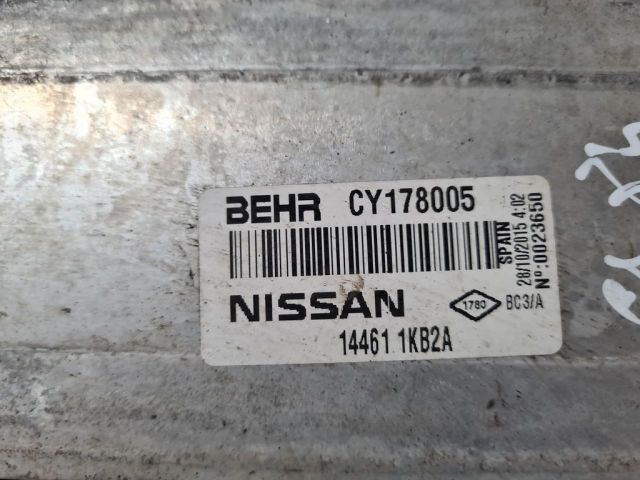 BEHR CY178005
NISSAN
1780
BC3/A
14461 1KB2A
SPAIN
28/10/2015 4:02
Nº:0023650